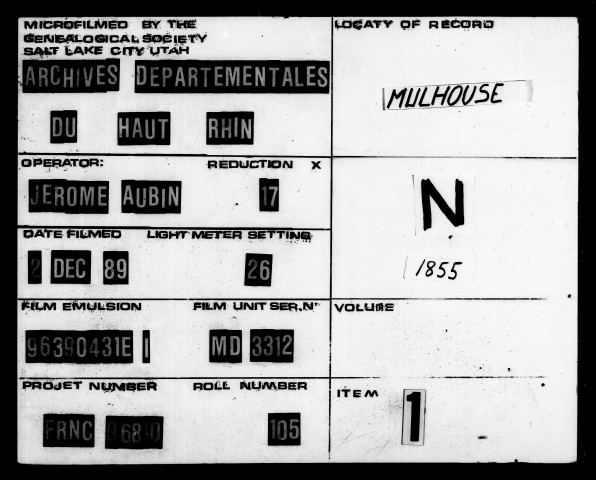 MICROFILMED BY THE
GENEALOGICAL SOCIETY
SALT LAKE CITY UTAH
ARCHIVES DEPARTEMENTALES
DU HAUT RHIN
LOCATY OF RECORD
MULHOUSE
OPERATOR: REDUCTION X
JEROME AUBIN 17
N
1855
DATE FILMED LIGHT METER SETTING
2 DEC 89 26
FILM EMULSION FILM UNIT SER.N°
96390431E I MD 3312
VOLUME
PROJET NUMBER ROLL NUMBER
FRNC 0680 105
ITEM 1